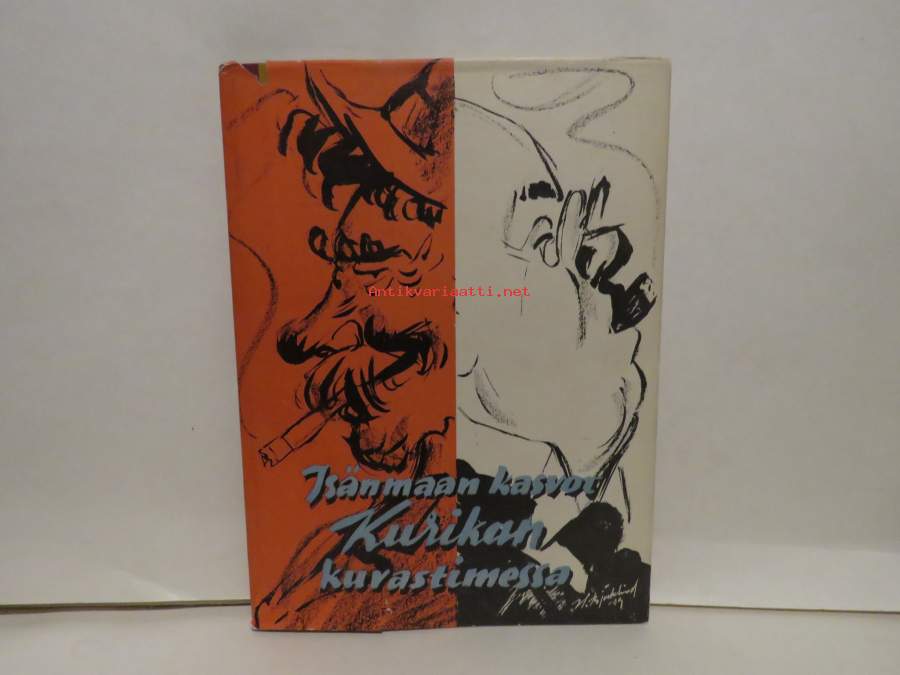 Antikvariaatti.net
Isänmaan kasvot
Kurikan
kuvastimessa